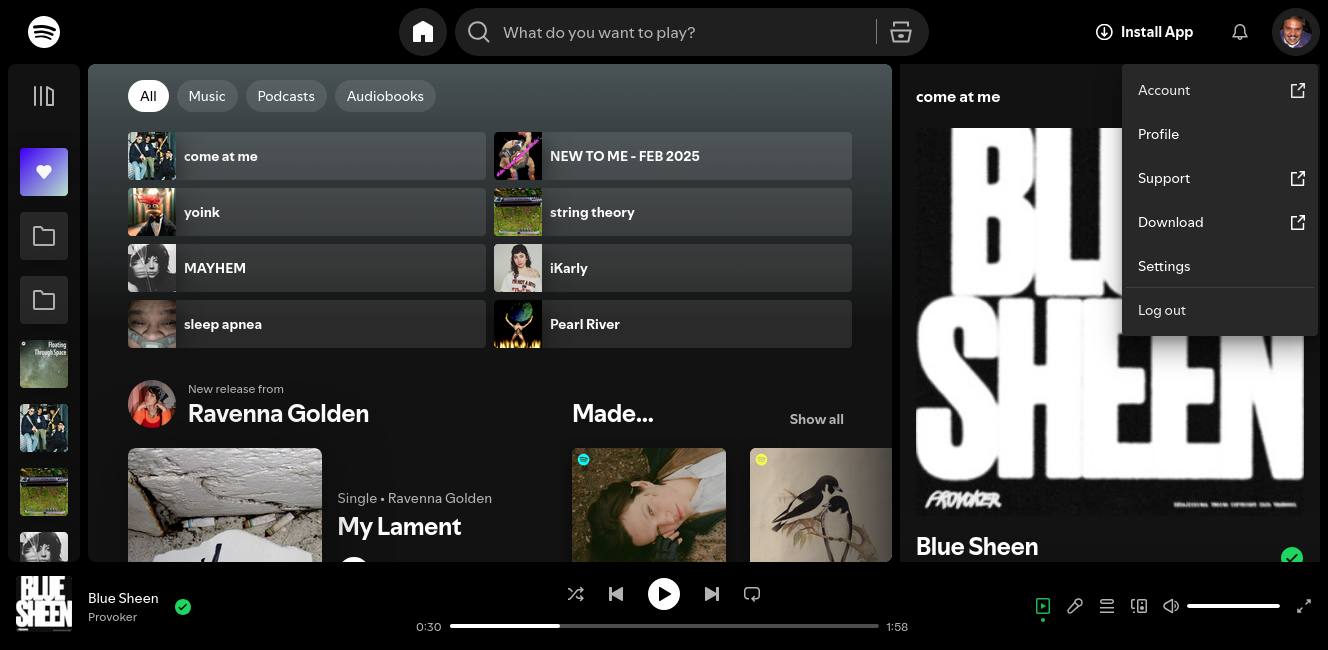 What do you want to play?
Install App
All
Music
Podcasts
Audiobooks
come at me
NEW TO ME - FEB 2025
yoink
string theory
MAYHEM
iKarly
sleep apnea
Pearl River
New release from
Ravenna Golden
Made...
Show all
Single • Ravenna Golden
My Lament
Floating
Through Space
come at me
Account
Profile
Support
Download
Settings
Log out
BLUE
SHEEN
PROVOKER
Blue Sheen
BLUE
SHEEN
Blue Sheen
Provoker
0:30
1:58